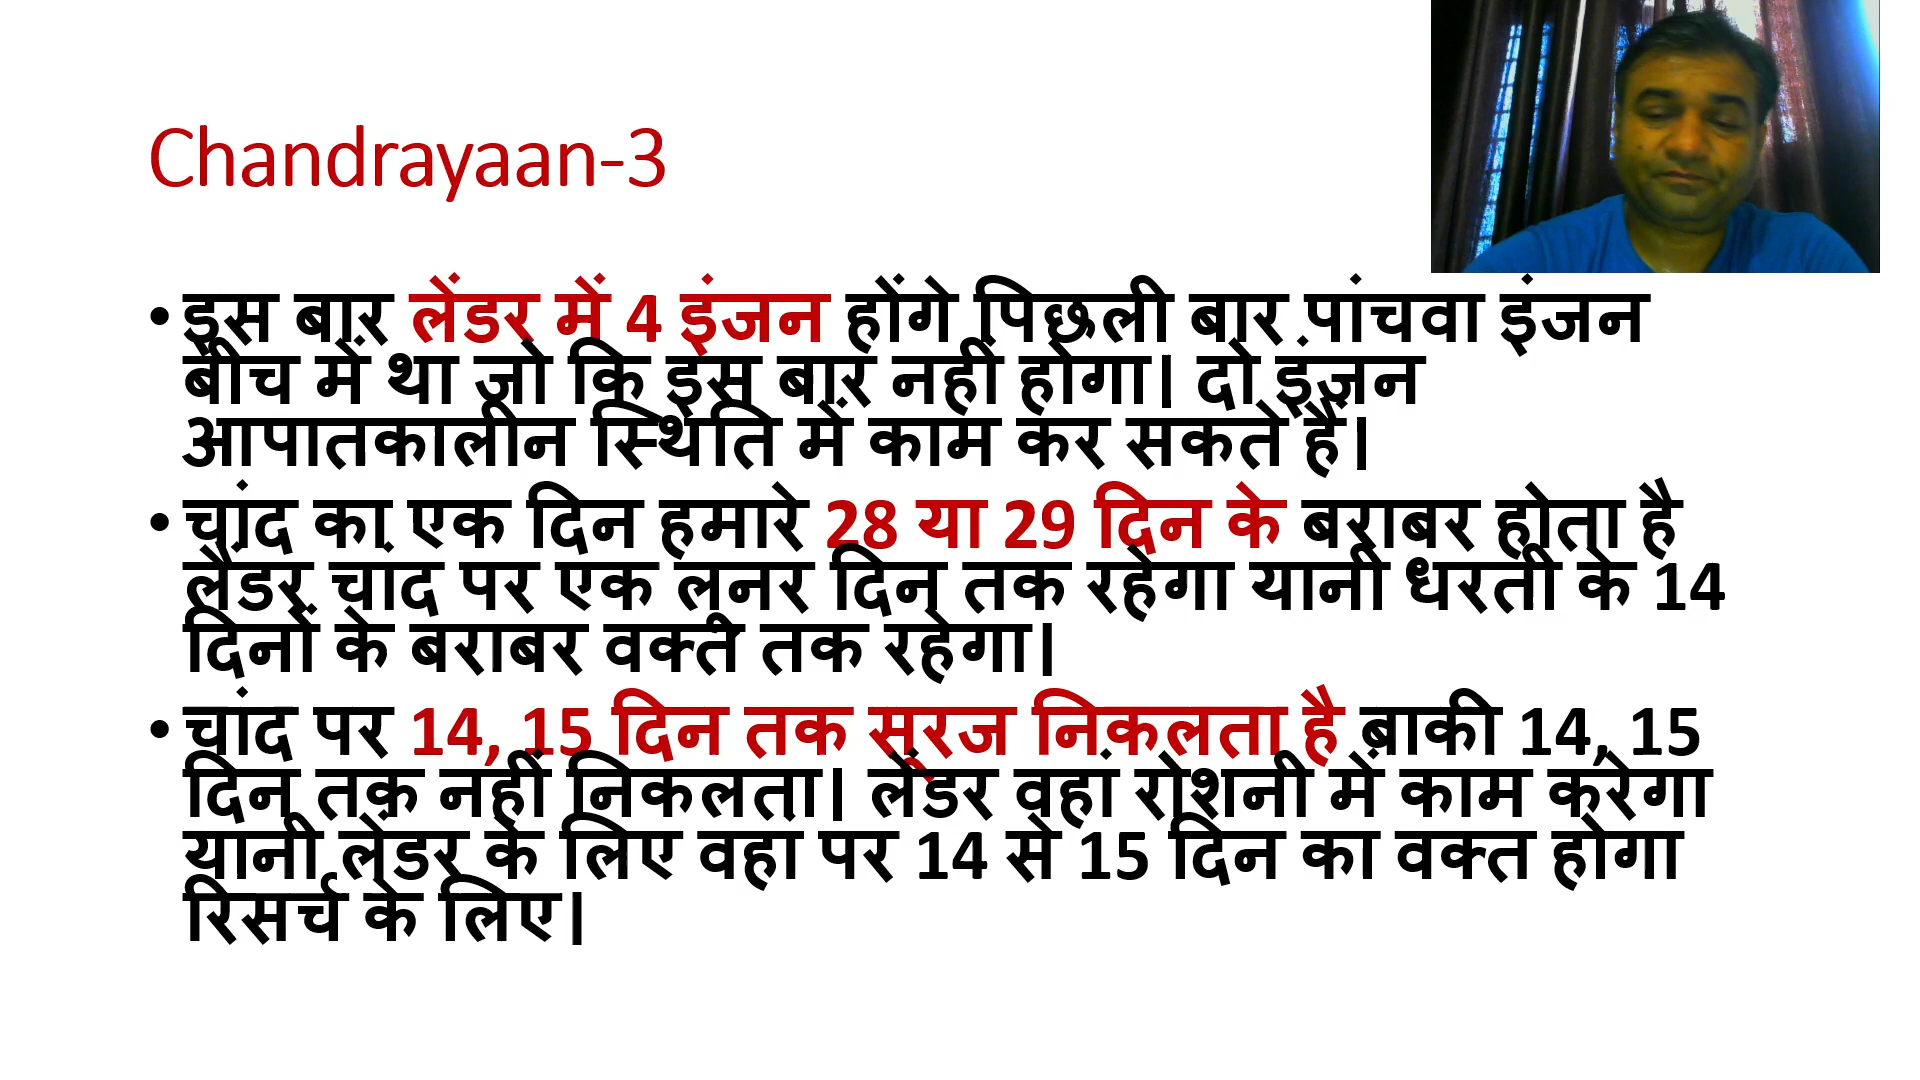 Chandrayaan-3
• इस बार लेंडर में 4 इंजन होंगे पिछली बार पांचवा इंजन
बीच में था जो कि इस बार नहीं होगा। दो इंजन
आपातकालीन स्थिति में काम कर सकते हैं।
• चांद का एक दिन हमारे 28 या 29 दिन के बराबर होता है
लैंडर चांद पर एक लूनर दिन तक रहेगा यानी धरती के 14
दिनों के बराबर वक्त तक रहेगा।
• चांद पर 14, 15 दिन तक सूरज निकलता है बाकी 14, 15
दिन तक नहीं निकलता। लेंडर वहां रोशनी में काम करेगा
यानी लेंडर के लिए वहां पर 14 से 15 दिन का वक्त होगा
रिसर्च के लिए।